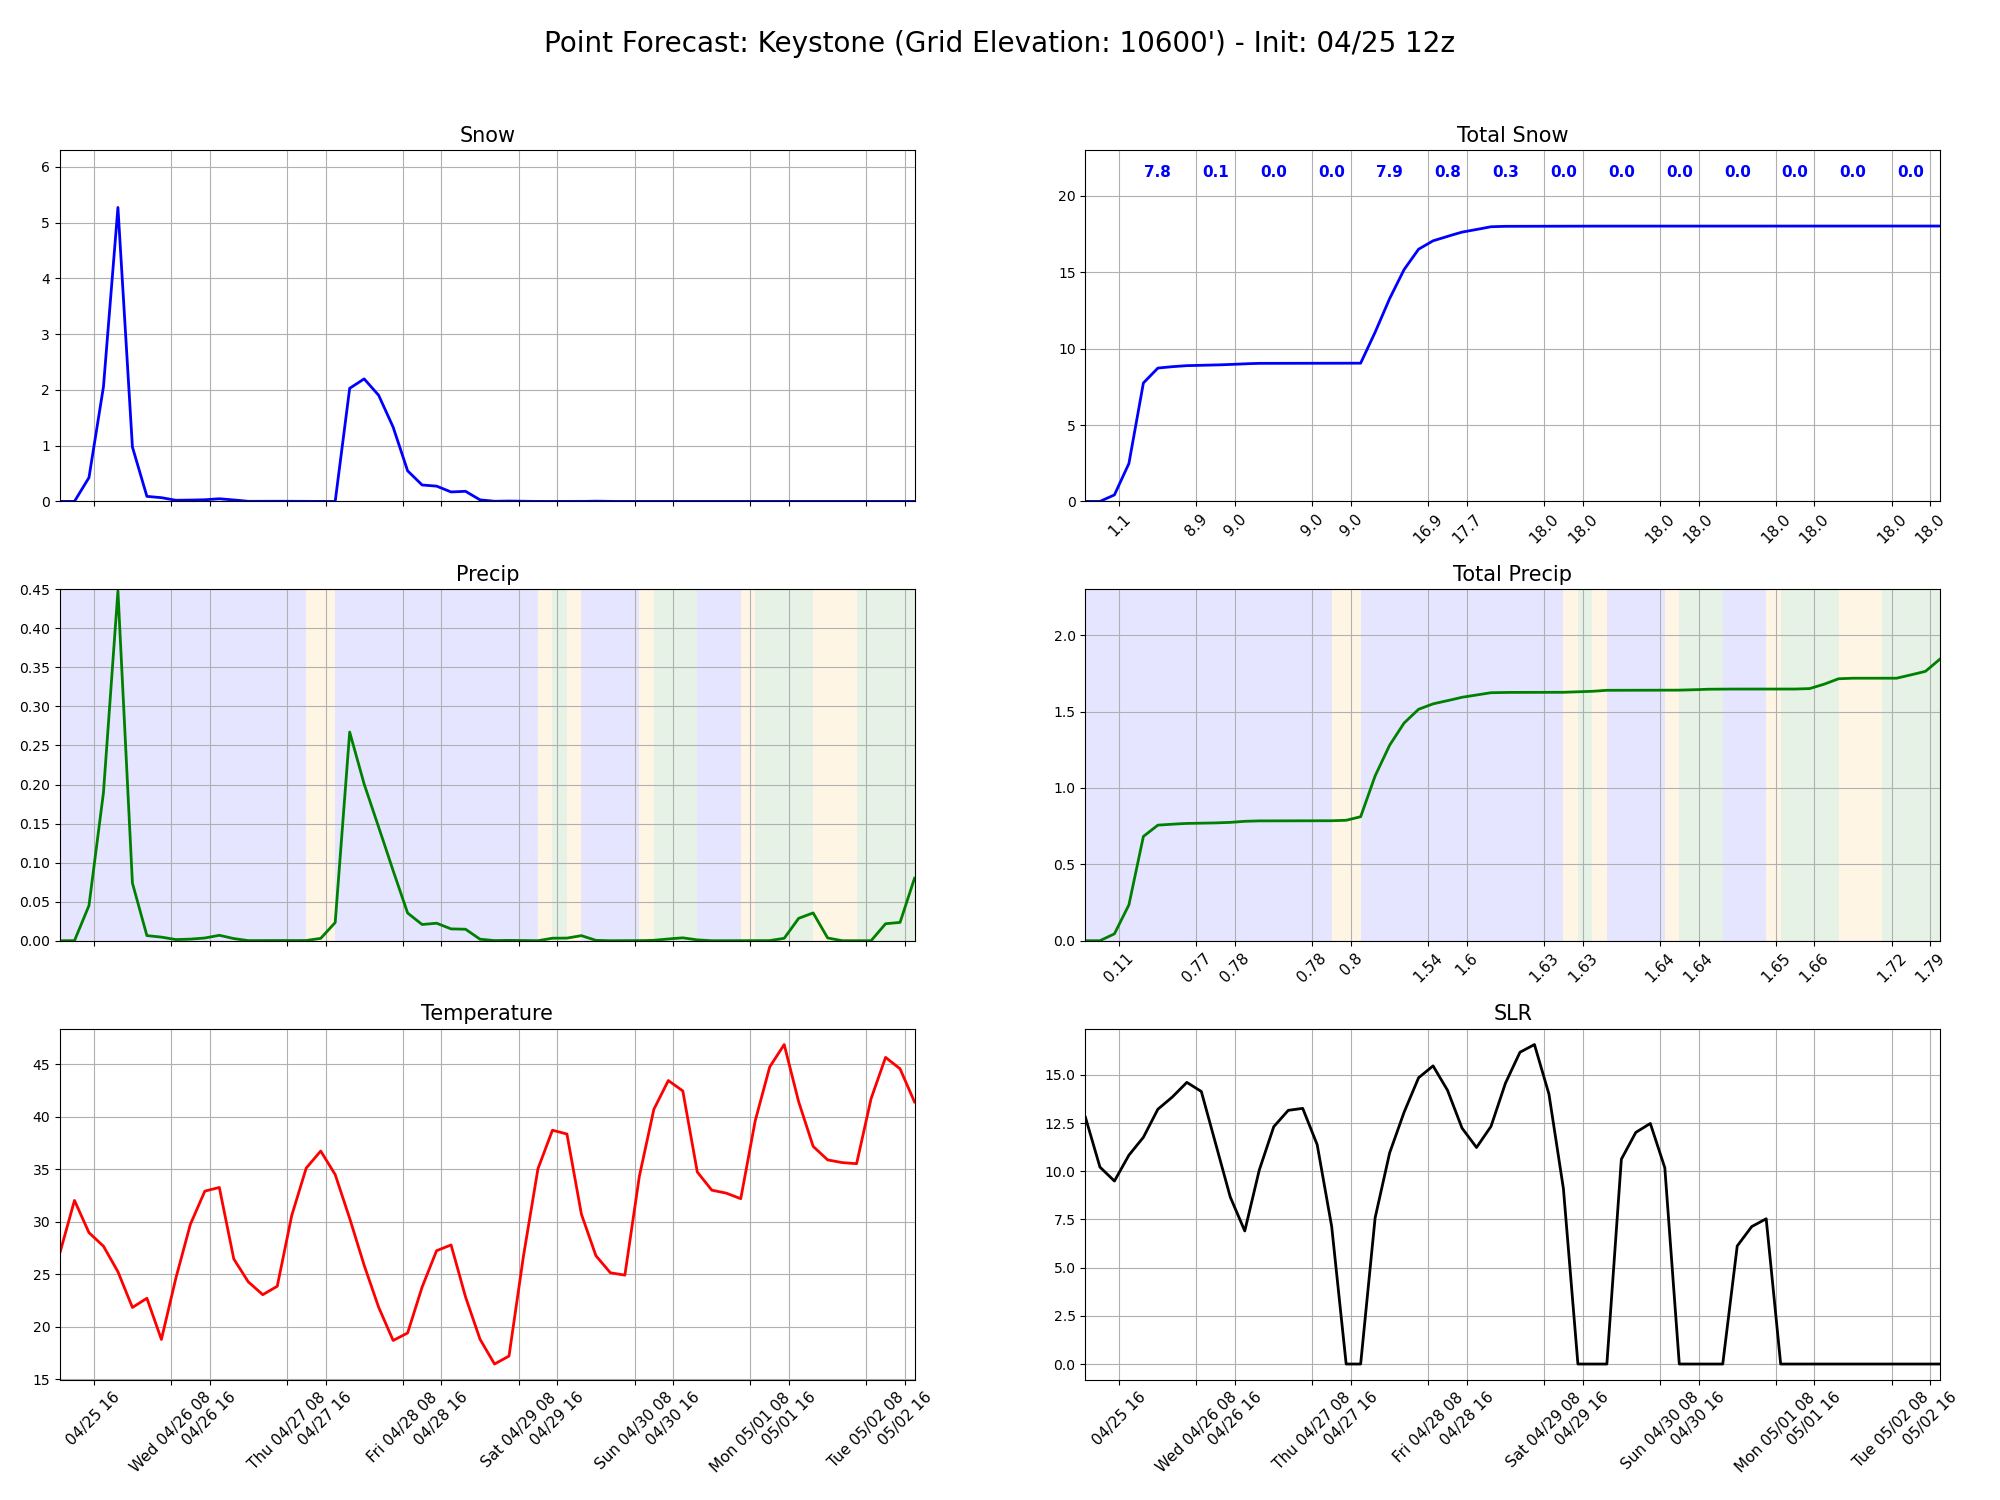 Point Forecast: Keystone (Grid Elevation: 10600') - Init: 04/25 12z
Snow
6
5
4
3
2
1
0
Total Snow
7.8 0.1 0.0 0.0 7.9 0.8 0.3 0.0 0.0 0.0 0.0 0.0 0.0 0.0
20
15
10
5
0
1.1 8.9 9.0 9.0 9.0 16.9 17.7 18.0 18.0 18.0 18.0 18.0 18.0 18.0 18.0
Precip
0.45
0.40
0.35
0.30
0.25
0.20
0.15
0.10
0.05
0.00
Total Precip
2.0
1.5
1.0
0.5
0.0
0.11 0.77 0.78 0.78 0.8 1.54 1.6 1.63 1.63 1.64 1.64 1.65 1.66 1.72 1.79
Temperature
45
40
35
30
25
20
15
04/25 16
Wed 04/26 08
04/26 16
Thu 04/27 08
04/27 16
Fri 04/28 08
04/28 16
Sat 04/29 08
04/29 16
Sun 04/30 08
04/30 16
Mon 05/01 08
05/01 16
Tue 05/02 08
05/02 16
SLR
15.0
12.5
10.0
7.5
5.0
2.5
0.0
04/25 16
Wed 04/26 08
04/26 16
Thu 04/27 08
04/27 16
Fri 04/28 08
04/28 16
Sat 04/29 08
04/29 16
Sun 04/30 08
04/30 16
Mon 05/01 08
05/01 16
Tue 05/02 08
05/02 16